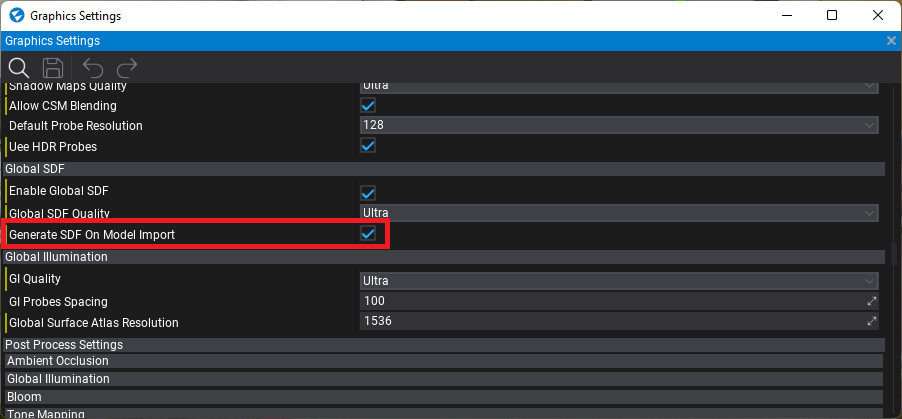 Graphics Settings
Graphics Settings
Shadow Maps Quality Ultra
Allow CSM Blending
Default Probe Resolution 128
Uee HDR Probes
Global SDF
Enable Global SDF
Global SDF Quality Ultra
Generate SDF On Model Import
Global Illumination
GI Quality Ultra
GI Probes Spacing 100
Global Surface Atlas Resolution 1536
Post Process Settings
Ambient Occlusion
Global Illumination
Bloom
Tone Mapping